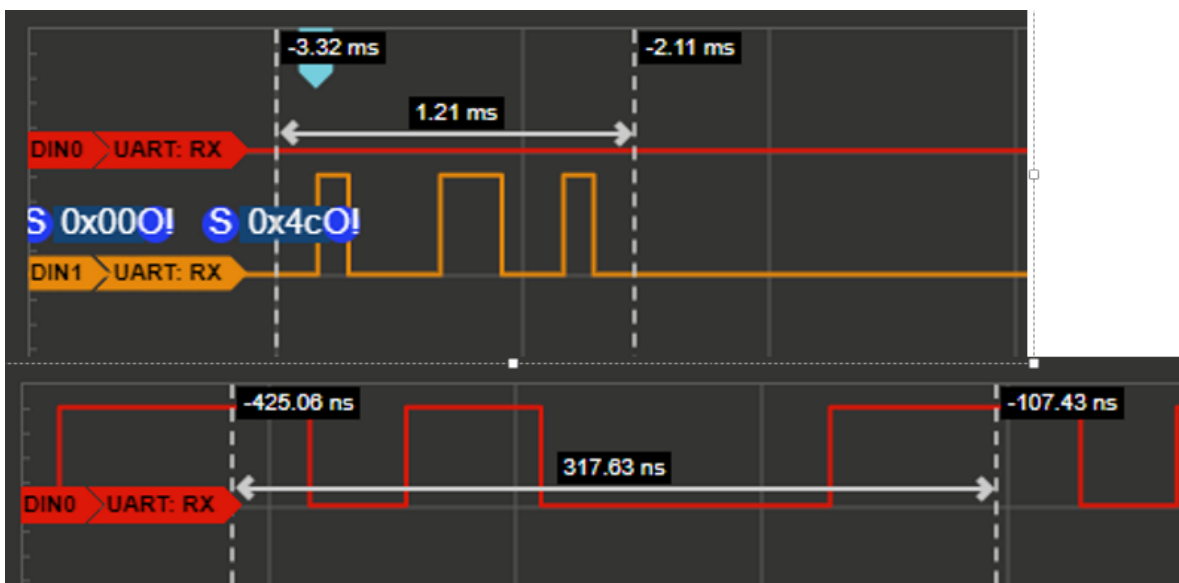 -3.32 ms
-2.11 ms
1.21 ms
DIN0 UART: RX
S 0x00O! S 0x4cO!
DIN1 UART: RX
-425.06 ns
-107.43 ns
317.63 ns
DIN0 UART: RX